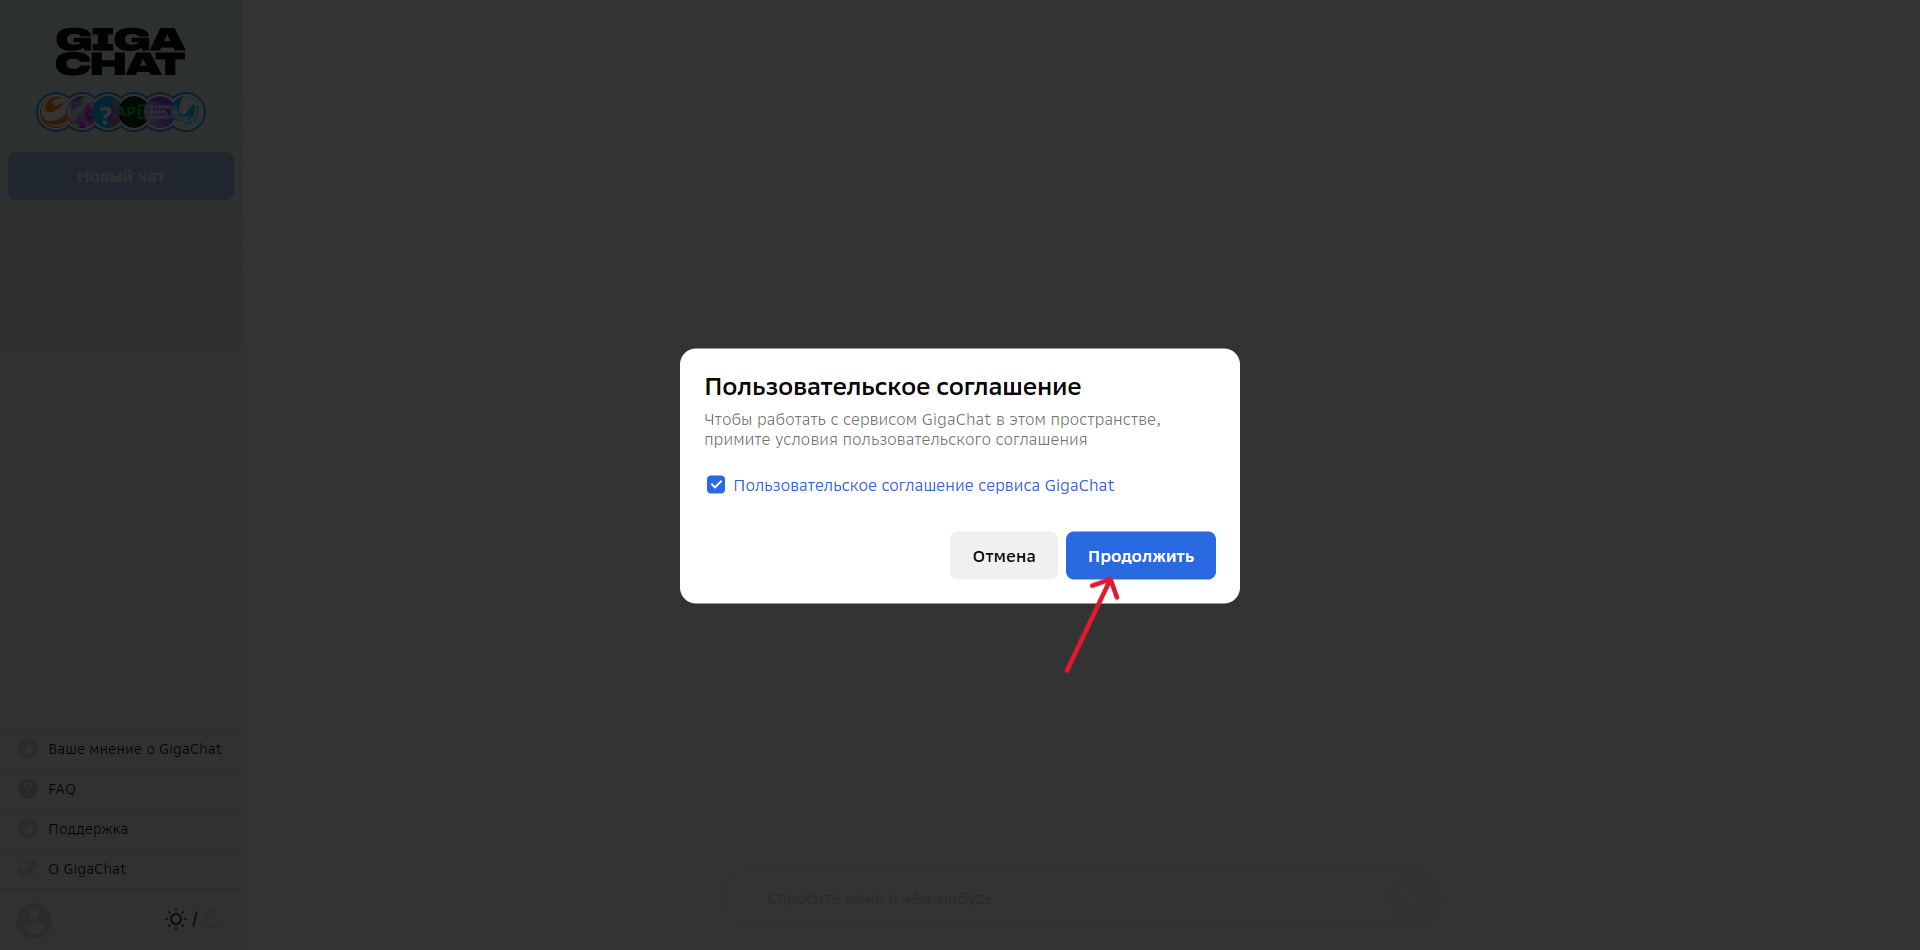 GIGA
CHAT
?
API
Новый чат
Пользовательское соглашение
Чтобы работать с сервисом GigaChat в этом пространстве,
примите условия пользовательского соглашения
Пользовательское соглашение сервиса GigaChat
Отмена
Продолжить
Ваше мнение о GigaChat
FAQ
Поддержка
О GigaChat
/
Спросите меня о чём-нибудь